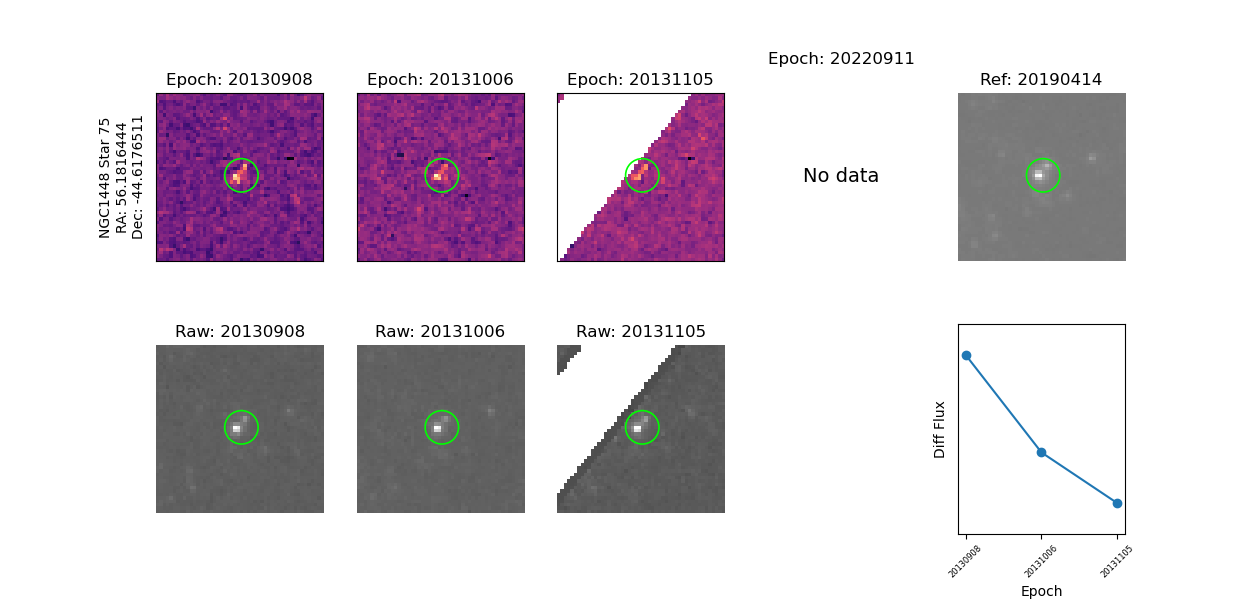 Epoch: 20130908
Epoch: 20131006
Epoch: 20131105
Epoch: 20220911
Ref: 20190414
NGC1448 Star 75
RA: 56.1816444
Dec: -44.6176511
No data
Raw: 20130908
Raw: 20131006
Raw: 20131105
Diff Flux
20130908
20131006
20131105
Epoch